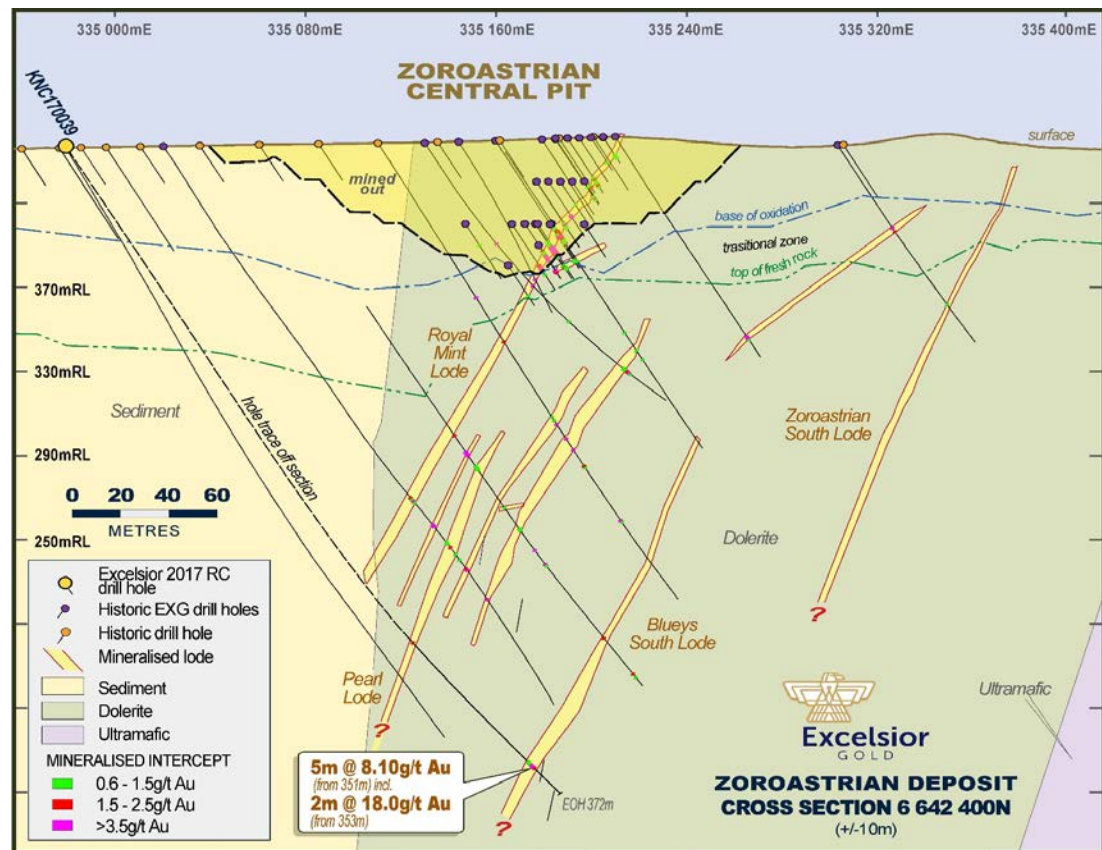 335 000mE
335 080mE
335 160mE
335 240mE
335 320mE
335 400mE
KNC170039
ZOROASTRIAN
CENTRAL PIT
surface
mined
out
base of oxidation
trasitional zone
top of fresh rock
370mRL
330mRL
290mRL
250mRL
Royal
Mint
Lode
Sediment
hole trace off section
Zoroastrian
South Lode
0 20 40 60
METRES
Dolerite
Excelsior 2017 RC
drill hole
Historic EXG drill holes
Historic drill hole
Mineralised lode
Sediment
Dolerite
Ultramafic
MINERALISED INTERCEPT
0.6 - 1.5g/t Au
1.5 - 2.5g/t Au
>3.5g/t Au
?
Blueys
South Lode
Pearl
Lode
?
Ultramafic
5m @ 8.10g/t Au
(from 351m) incl.
2m @ 18.0g/t Au
(from 353m)
EOH 372m
?
Excelsior
GOLD
ZOROASTRIAN DEPOSIT
CROSS SECTION 6 642 400N
(+/-10m)